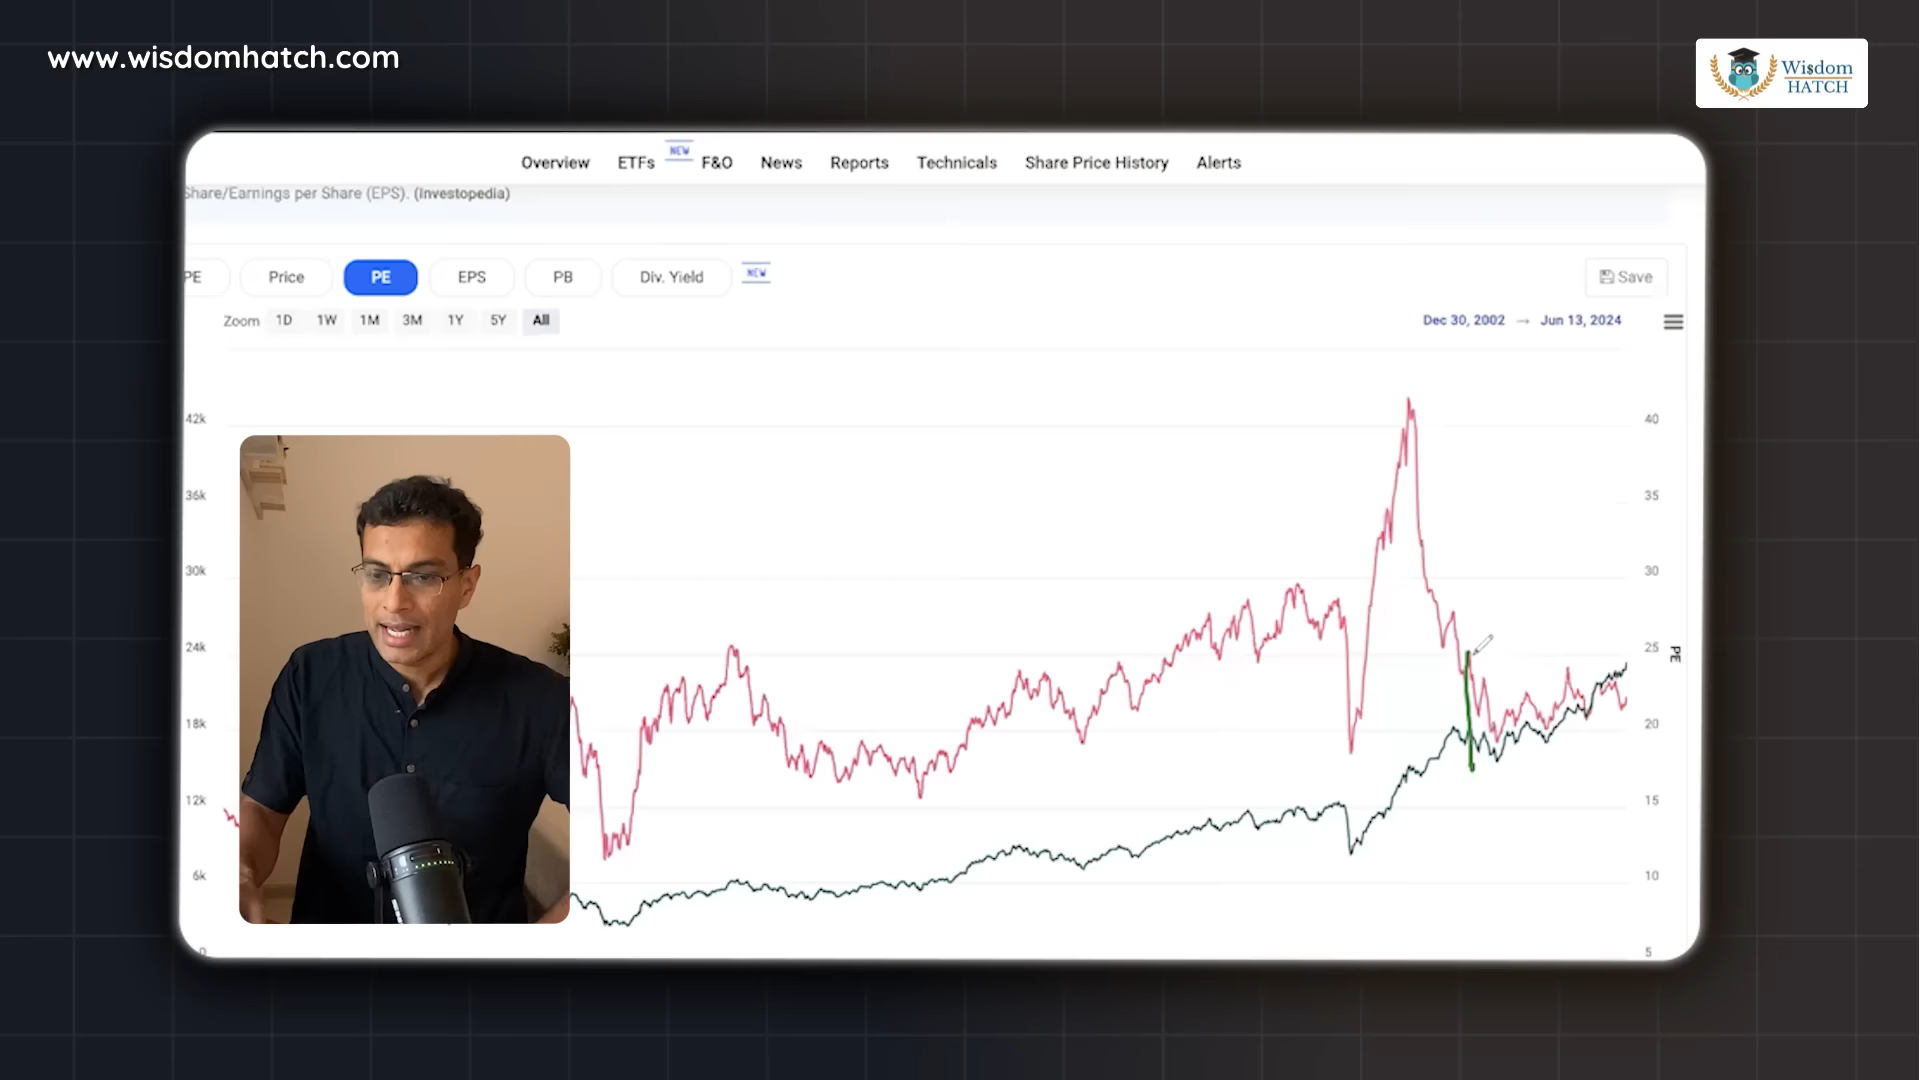 www.wisdomhatch.com
Wisdom
HATCH
Overview ETFs NEW F&O News Reports Technicals Share Price History Alerts
Share/Earnings per Share (EPS). (Investopedia)
PE Price PE EPS PB Div. Yield NEW Save
Zoom 1D 1W 1M 3M 1Y 5Y All Dec 30, 2002 → Jun 13, 2024
42k 40
36k 35
30k 30
24k 25 PE
18k 20
12k 15
6k 10
0 5